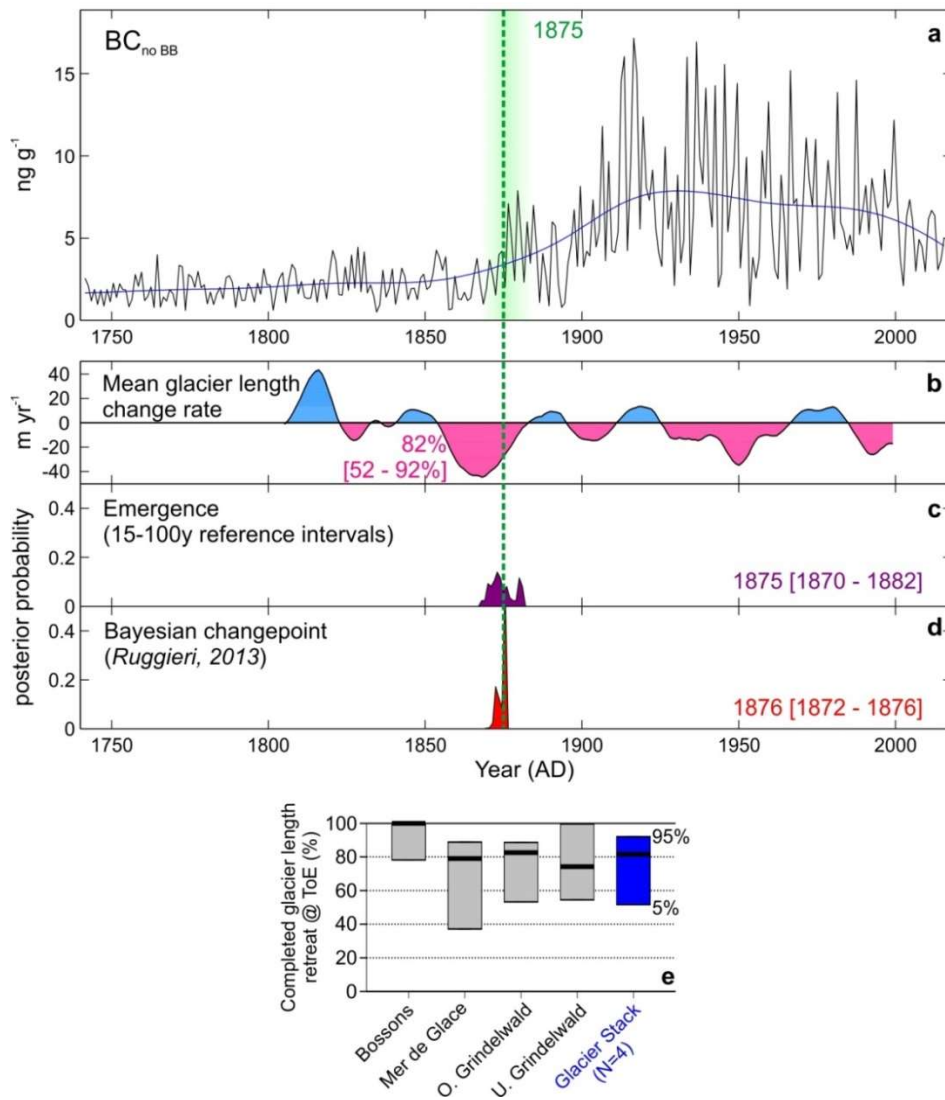 BC no BB
1875
a
ng g⁻¹
15
10
5
0
1750 1800 1850 1900 1950 2000
b
Mean glacier length
change rate
m yr⁻¹
40
20
0
-20
-40
82%
[52 - 92%]
c
Emergence
(15-100y reference intervals)
posterior probability
0.4
0.2
0
1875 [1870 - 1882]
d
Bayesian changepoint
(Ruggieri, 2013)
0.4
0.2
0
1876 [1872 - 1876]
1750 1800 1850 1900 1950 2000
Year (AD)
Completed glacier length
retreat @ ToE (%)
100
80
60
40
20
0
95%
5%
e
Bossons
Mer de Glace
O. Grindelwald
U. Grindelwald
Glacier Stack
(N=4)